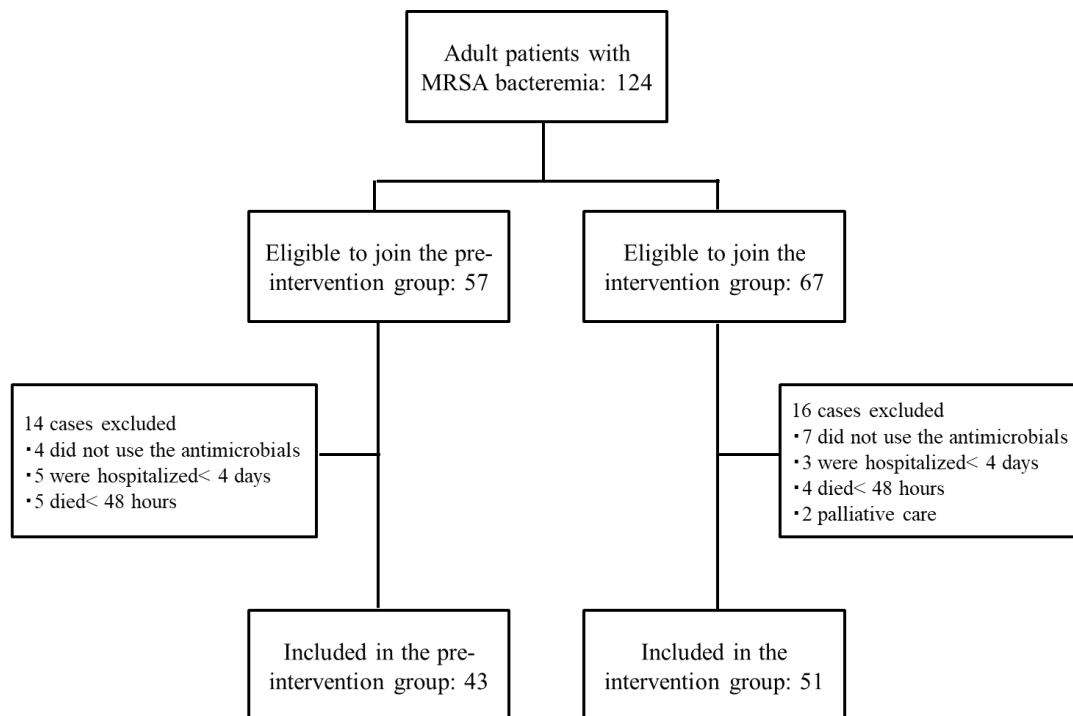 Adult patients with
MRSA bacteremia: 124
Eligible to join the pre-
intervention group: 57
Eligible to join the
intervention group: 67
14 cases excluded
・4 did not use the antimicrobials
・5 were hospitalized< 4 days
・5 died< 48 hours
16 cases excluded
・7 did not use the antimicrobials
・3 were hospitalized< 4 days
・4 died< 48 hours
・2 palliative care
Included in the pre-
intervention group: 43
Included in the
intervention group: 51